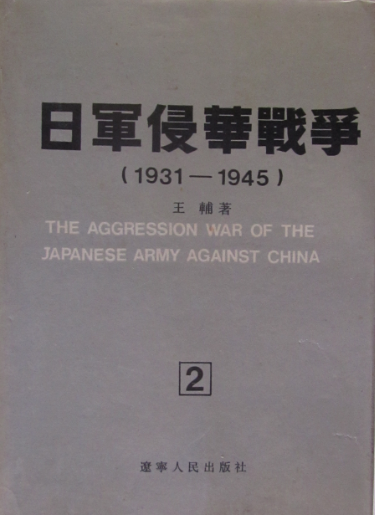 日軍侵華戰爭
(1931—1945)
王 輔著
THE AGGRESSION WAR OF THE
JAPANESE ARMY AGAINST CHINA
2
遼寧人民出版社